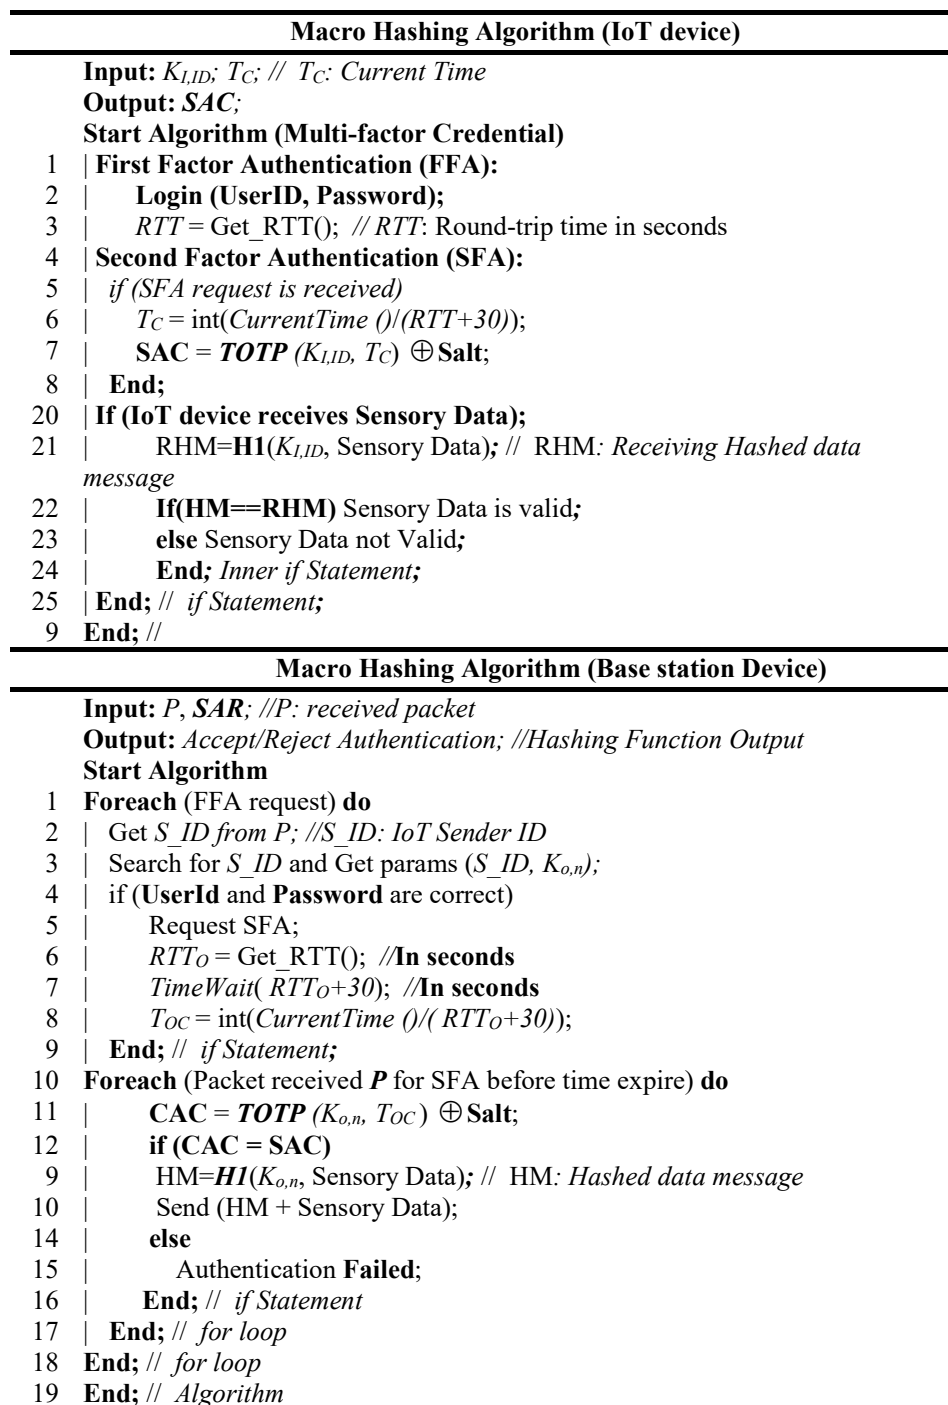 Macro Hashing Algorithm (IoT device)
Input: K_{I,ID}; T_C; // T_C: Current Time
Output: SAC;
Start Algorithm (Multi-factor Credential)
1 | First Factor Authentication (FFA):
2 | Login (UserID, Password);
3 | RTT = Get_RTT(); // RTT: Round-trip time in seconds
4 | Second Factor Authentication (SFA):
5 | if (SFA request is received)
6 | T_C = int(CurrentTime ()/(RTT+30));
7 | SAC = TOTP (K_{I,ID}, T_C) ⊕ Salt;
8 | End;
20 | If (IoT device receives Sensory Data);
21 | RHM=H1(K_{I,ID}, Sensory Data); // RHM: Receiving Hashed data
message
22 | If(HM==RHM) Sensory Data is valid;
23 | else Sensory Data not Valid;
24 | End; Inner if Statement;
25 | End; // if Statement;
9 End; //
Macro Hashing Algorithm (Base station Device)
Input: P, SAR; //P: received packet
Output: Accept/Reject Authentication; //Hashing Function Output
Start Algorithm
1 Foreach (FFA request) do
2 | Get S_ID from P; //S_ID: IoT Sender ID
3 | Search for S_ID and Get params (S_ID, K_{o,n});
4 | if (UserId and Password are correct)
5 | Request SFA;
6 | RTT_O = Get_RTT(); //In seconds
7 | TimeWait( RTT_O+30); //In seconds
8 | T_{OC} = int(CurrentTime ()/( RTT_O+30));
9 | End; // if Statement;
10 Foreach (Packet received P for SFA before time expire) do
11 | CAC = TOTP (K_{o,n}, T_{OC} ) ⊕ Salt;
12 | if (CAC = SAC)
9 | HM=H1(K_{o,n}, Sensory Data); // HM: Hashed data message
10 | Send (HM + Sensory Data);
14 | else
15 | Authentication Failed;
16 | End; // if Statement
17 | End; // for loop
18 End; // for loop
19 End; // Algorithm